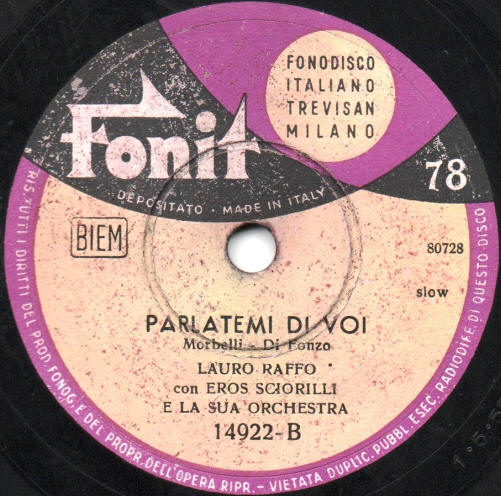 Fonit
FONODISCO
ITALIANO
TREVISAN
MILANO
78
DEPOSITATO - MADE IN ITALY
BIEM
80728
slow
PARLATEMI DI VOI
Morbelli - Di Fonzo
LAURO RAFFO
con EROS SCIORILLI
E LA SUA ORCHESTRA
14922-B
RIS. TUTTI I DIRITTI DEL PROD. FONOG. E DEL PROPR. DELL'OPERA RIPR. - VIETATA DUPLIC. PUBBL. ESEC. RADIODIF. DI QUESTO DISCO